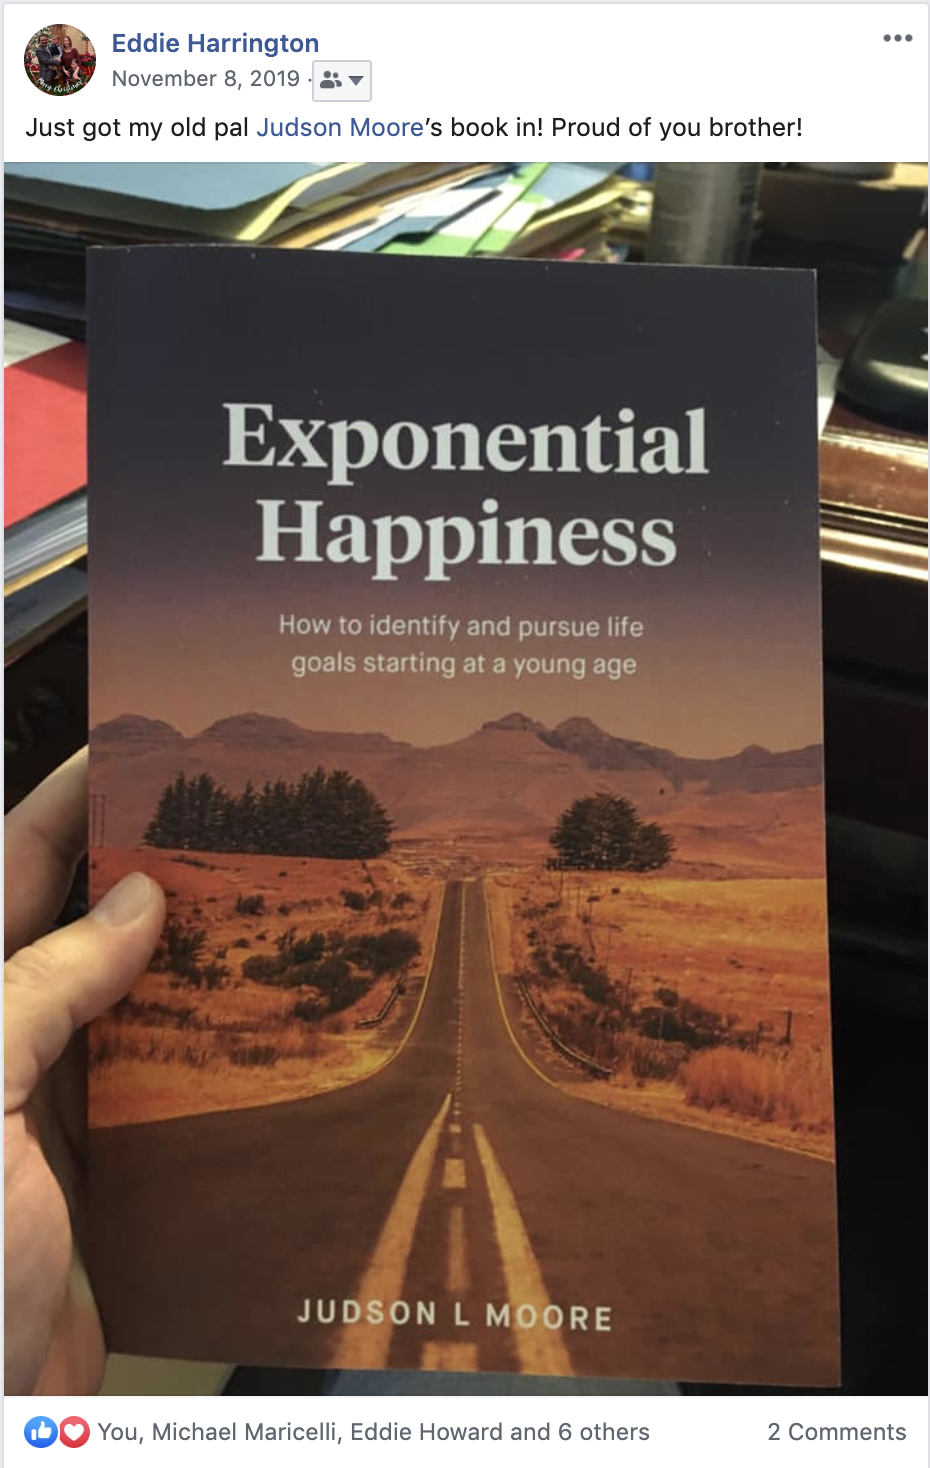 Eddie Harrington
November 8, 2019 ·
Just got my old pal Judson Moore's book in! Proud of you brother!
Exponential
Happiness
How to identify and pursue life
goals starting at a young age
JUDSON L MOORE
You, Michael Maricelli, Eddie Howard and 6 others
2 Comments